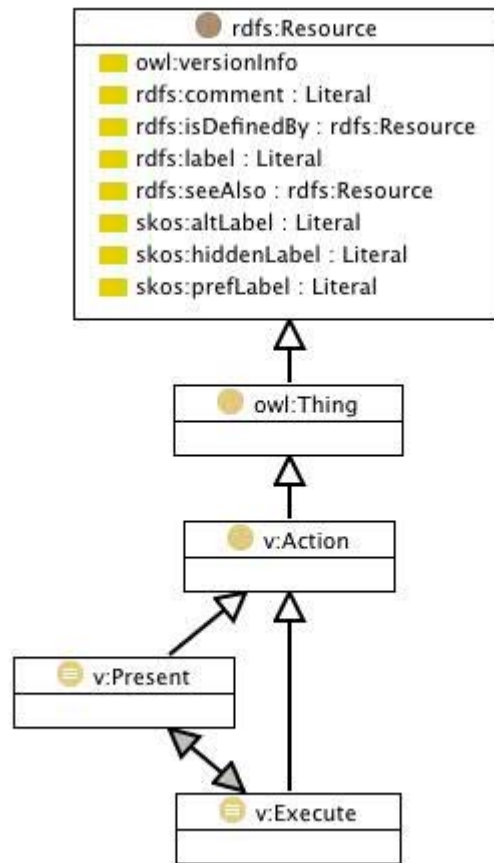 rdfs:Resource
owl:versionInfo
rdfs:comment : Literal
rdfs:isDefinedBy : rdfs:Resource
rdfs:label : Literal
rdfs:seeAlso : rdfs:Resource
skos:altLabel : Literal
skos:hiddenLabel : Literal
skos:prefLabel : Literal
owl:Thing
v:Action
v:Present
v:Execute